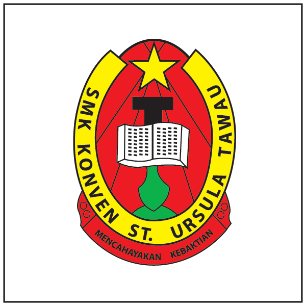 SMK KONVEN ST. URSULA TAWAU
MENCAHAYAKAN KEBAKTIAN